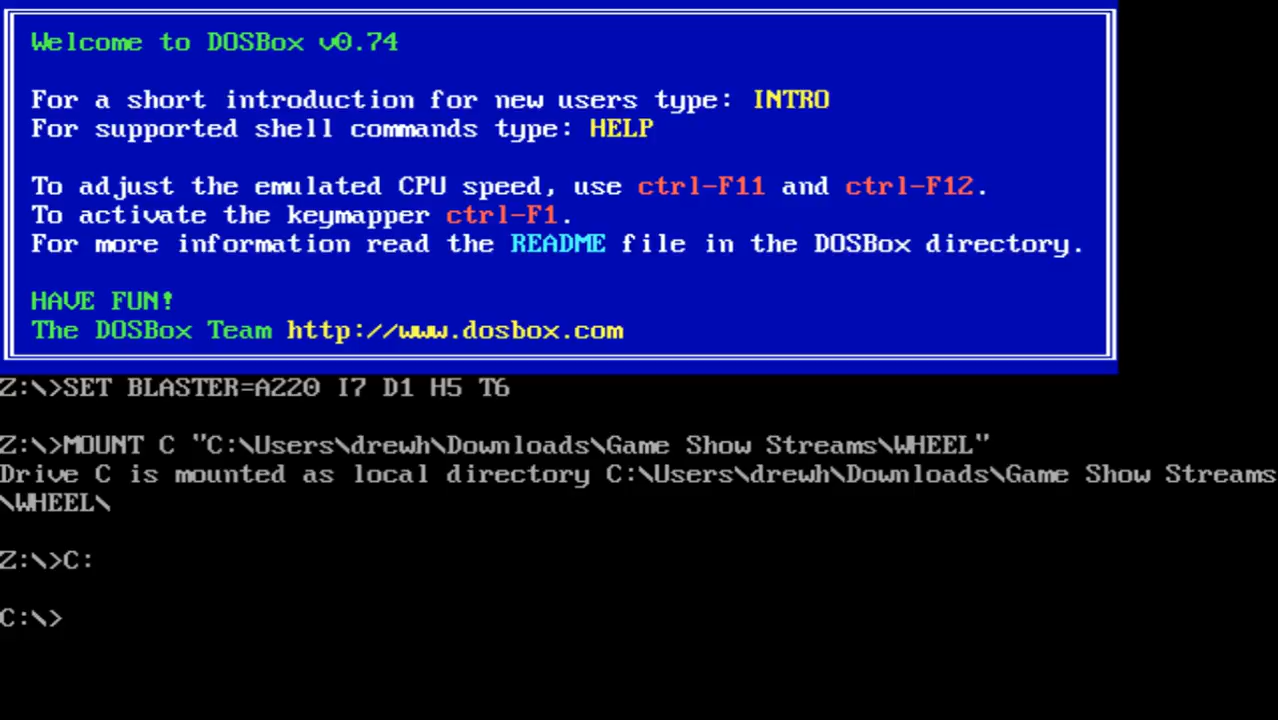 Welcome to DOSBox v0.74
For a short introduction for new users type: INTRO
For supported shell commands type: HELP
To adjust the emulated CPU speed, use ctrl-F11 and ctrl-F12.
To activate the keymapper ctrl-F1.
For more information read the README file in the DOSBox directory.
HAVE FUN!
The DOSBox Team http://www.dosbox.com
Z:\>SET BLASTER=A220 I7 D1 H5 T6
Z:\>MOUNT C "C:\Users\drewh\Downloads\Game Show Streams\WHEEL"
Drive C is mounted as local directory C:\Users\drewh\Downloads\Game Show Streams
\WHEEL\
Z:\>C:
C:\>